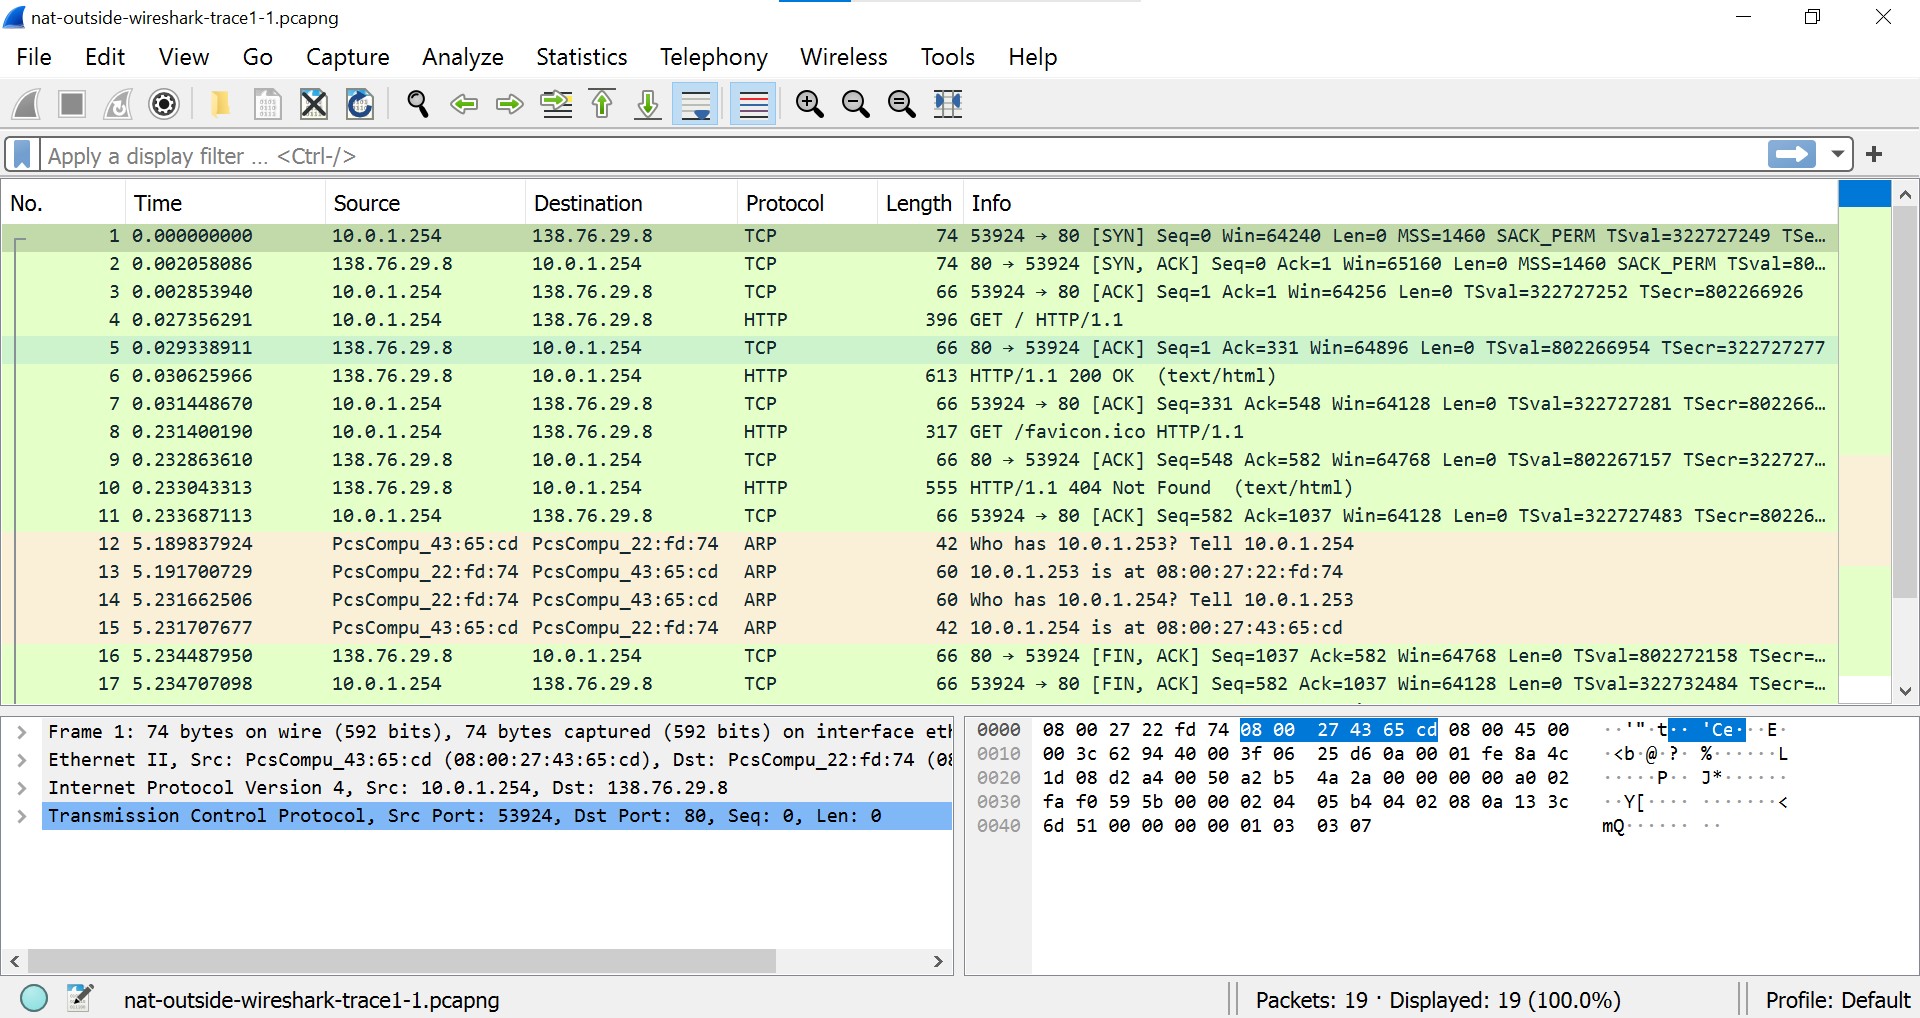 nat-outside-wireshark-trace1-1.pcapng
File Edit View Go Capture Analyze Statistics Telephony Wireless Tools Help
Apply a display filter ... <Ctrl-/>
No. Time Source Destination Protocol Length Info
1 0.000000000 10.0.1.254 138.76.29.8 TCP 74 53924 → 80 [SYN] Seq=0 Win=64240 Len=0 MSS=1460 SACK_PERM TSval=322727249 TSe…
2 0.002058086 138.76.29.8 10.0.1.254 TCP 74 80 → 53924 [SYN, ACK] Seq=0 Ack=1 Win=65160 Len=0 MSS=1460 SACK_PERM TSval=80…
3 0.002853940 10.0.1.254 138.76.29.8 TCP 66 53924 → 80 [ACK] Seq=1 Ack=1 Win=64256 Len=0 TSval=322727252 TSecr=802266926
4 0.027356291 10.0.1.254 138.76.29.8 HTTP 396 GET / HTTP/1.1
5 0.029338911 138.76.29.8 10.0.1.254 TCP 66 80 → 53924 [ACK] Seq=1 Ack=331 Win=64896 Len=0 TSval=802266954 TSecr=322727277
6 0.030625966 138.76.29.8 10.0.1.254 HTTP 613 HTTP/1.1 200 OK (text/html)
7 0.031448670 10.0.1.254 138.76.29.8 TCP 66 53924 → 80 [ACK] Seq=331 Ack=548 Win=64128 Len=0 TSval=322727281 TSecr=802266…
8 0.231400190 10.0.1.254 138.76.29.8 HTTP 317 GET /favicon.ico HTTP/1.1
9 0.232863610 138.76.29.8 10.0.1.254 TCP 66 80 → 53924 [ACK] Seq=548 Ack=582 Win=64768 Len=0 TSval=802267157 TSecr=322727…
10 0.233043313 138.76.29.8 10.0.1.254 HTTP 555 HTTP/1.1 404 Not Found (text/html)
11 0.233687113 10.0.1.254 138.76.29.8 TCP 66 53924 → 80 [ACK] Seq=582 Ack=1037 Win=64128 Len=0 TSval=322727483 TSecr=80226…
12 5.189837924 PcsCompu_43:65:cd PcsCompu_22:fd:74 ARP 42 Who has 10.0.1.253? Tell 10.0.1.254
13 5.191700729 PcsCompu_22:fd:74 PcsCompu_43:65:cd ARP 60 10.0.1.253 is at 08:00:27:22:fd:74
14 5.231662506 PcsCompu_22:fd:74 PcsCompu_43:65:cd ARP 60 Who has 10.0.1.254? Tell 10.0.1.253
15 5.231707677 PcsCompu_43:65:cd PcsCompu_22:fd:74 ARP 42 10.0.1.254 is at 08:00:27:43:65:cd
16 5.234487950 138.76.29.8 10.0.1.254 TCP 66 80 → 53924 [FIN, ACK] Seq=1037 Ack=582 Win=64768 Len=0 TSval=802272158 TSecr=…
17 5.234707098 10.0.1.254 138.76.29.8 TCP 66 53924 → 80 [FIN, ACK] Seq=582 Ack=1037 Win=64128 Len=0 TSval=322732484 TSecr=…
Frame 1: 74 bytes on wire (592 bits), 74 bytes captured (592 bits) on interface eth
Ethernet II, Src: PcsCompu_43:65:cd (08:00:27:43:65:cd), Dst: PcsCompu_22:fd:74 (08
Internet Protocol Version 4, Src: 10.0.1.254, Dst: 138.76.29.8
Transmission Control Protocol, Src Port: 53924, Dst Port: 80, Seq: 0, Len: 0
0000 08 00 27 22 fd 74 08 00 27 43 65 cd 08 00 45 00 ··'"·t·· 'Ce···E·
0010 00 3c 62 94 40 00 3f 06 25 d6 0a 00 01 fe 8a 4c ·<b·@·?· %······L
0020 1d 08 d2 a4 00 50 a2 b5 4a 2a 00 00 00 00 a0 02 ·····P·· J*······
0030 fa f0 59 5b 00 00 02 04 05 b4 04 02 08 0a 13 3c ··Y[···· ·······<
0040 6d 51 00 00 00 00 01 03 03 07 mQ······ ··
nat-outside-wireshark-trace1-1.pcapng
Packets: 19 · Displayed: 19 (100.0%)
Profile: Default